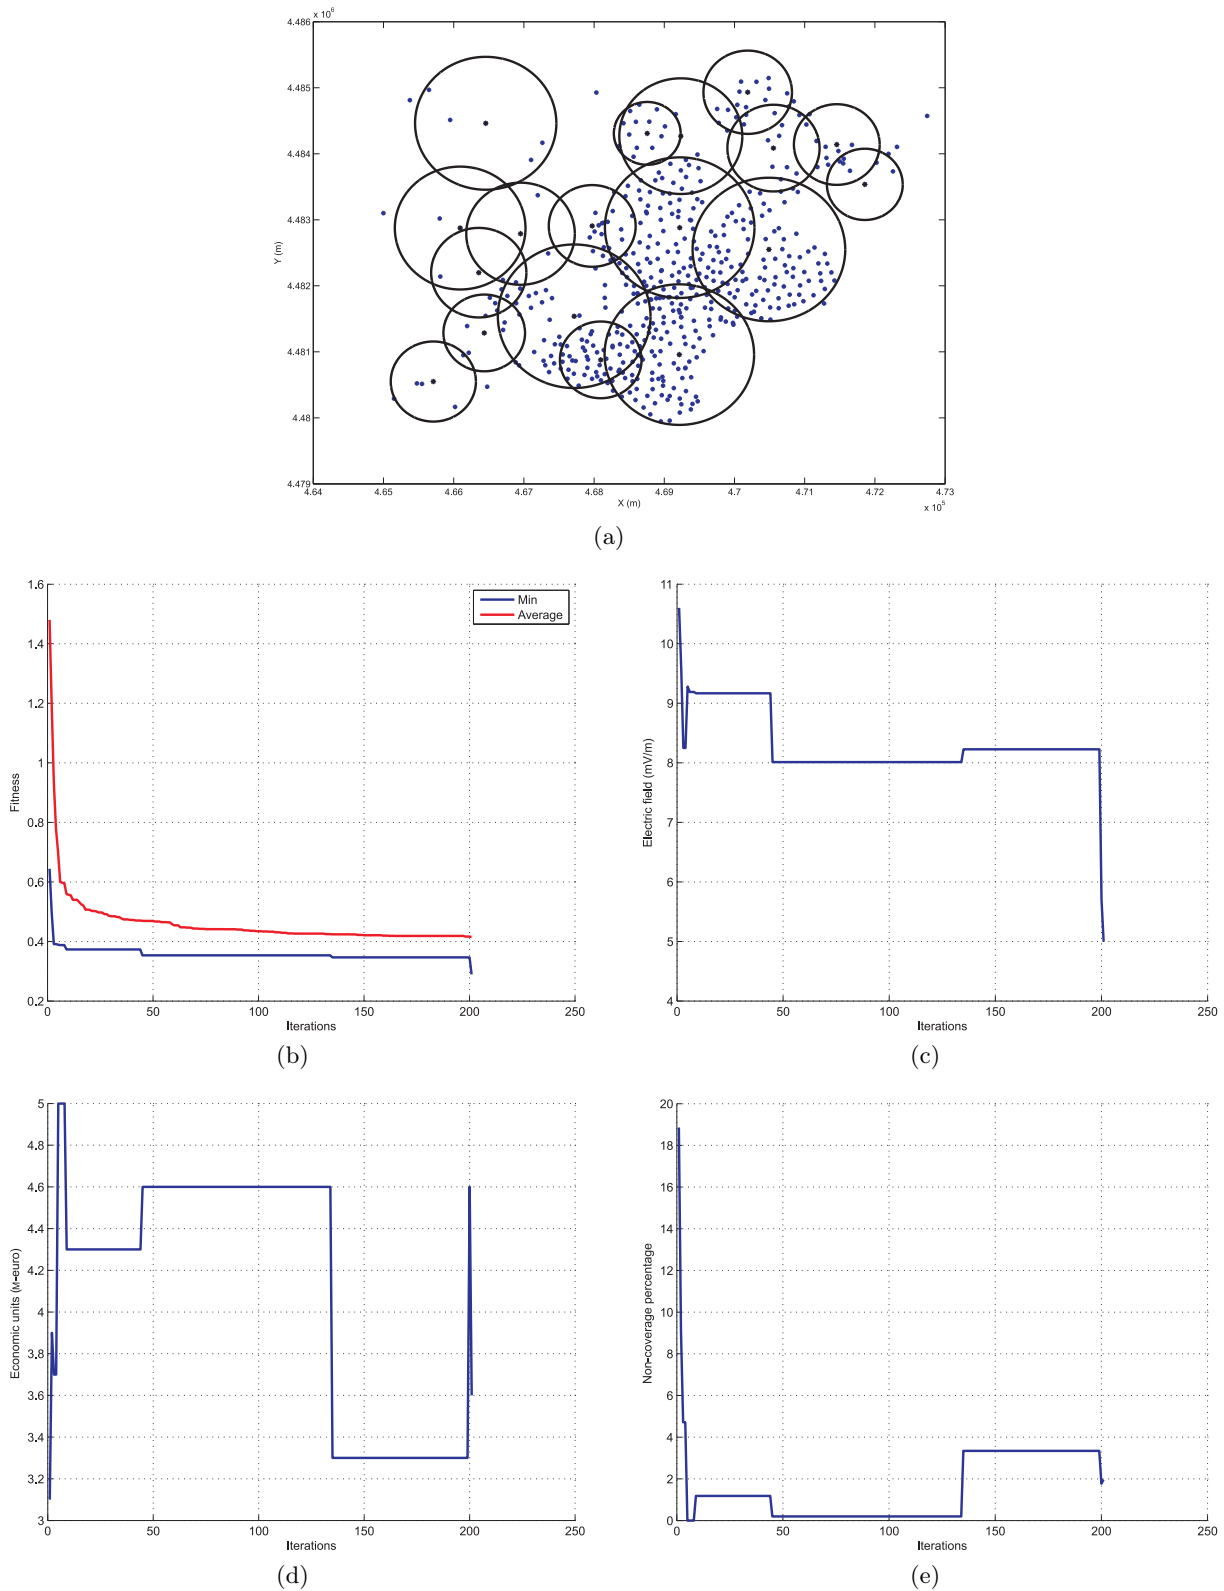 x 10⁶
4.486
4.485
4.484
4.483
4.482
4.481
4.48
4.479
Y (m)
4.64 4.65 4.66 4.67 4.68 4.69 4.7 4.71 4.72 4.73
X (m)
x 10⁵
(a)
1.6
1.4
1.2
1
0.8
0.6
0.4
0.2
Fitness
Min
Average
0 50 100 150 200 250
Iterations
(b)
11
10
9
8
7
6
5
4
Electric field (mV/m)
0 50 100 150 200 250
Iterations
(c)
5
4.8
4.6
4.4
4.2
4
3.8
3.6
3.4
3.2
3
Economic units (M-euro)
0 50 100 150 200 250
Iterations
(d)
20
18
16
14
12
10
8
6
4
2
0
Non-coverage percentage
0 50 100 150 200 250
Iterations
(e)